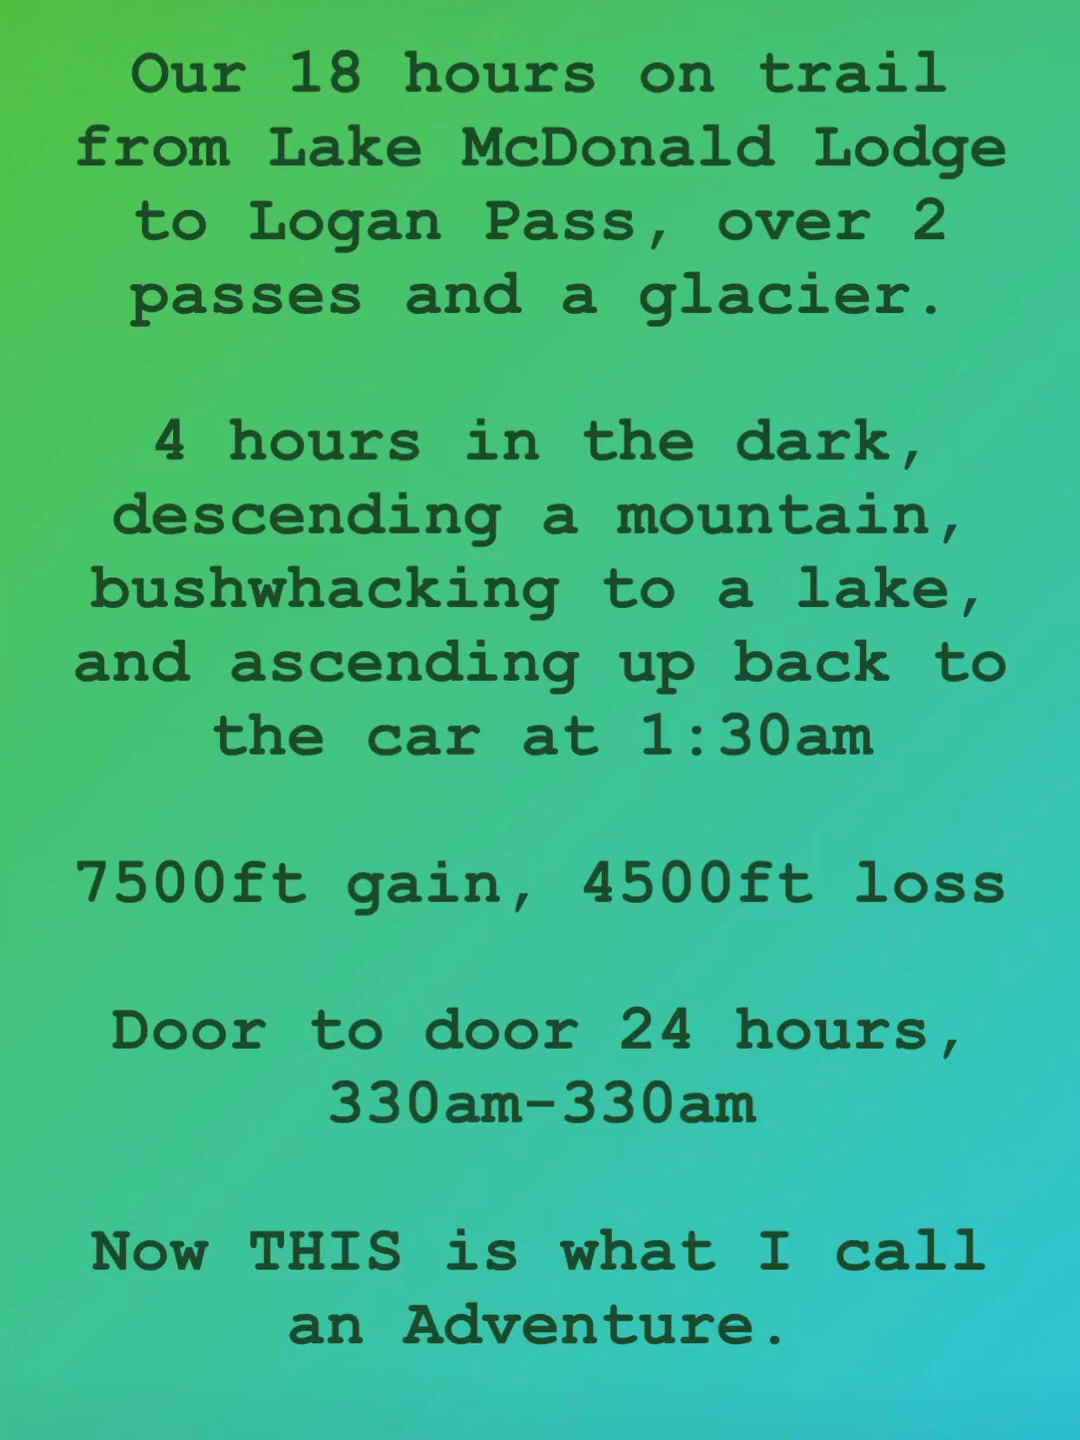 Our 18 hours on trail
from Lake McDonald Lodge
to Logan Pass, over 2
passes and a glacier.
4 hours in the dark,
descending a mountain,
bushwhacking to a lake,
and ascending up back to
the car at 1:30am
7500ft gain, 4500ft loss
Door to door 24 hours,
330am-330am
Now THIS is what I call
an Adventure.